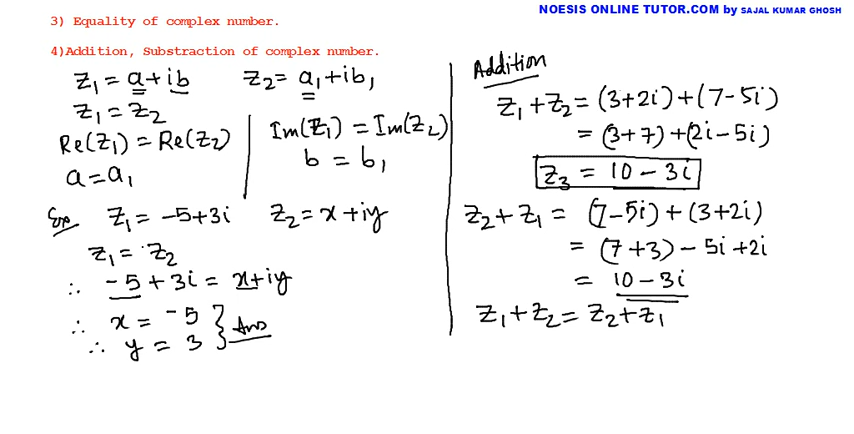 NOESIS ONLINE TUTOR.COM by SAJAL KUMAR GHOSH
3) Equality of complex number.
4)Addition, Substraction of complex number.
Z₁ = a + ib    Z₂ = a₁ + ib₁
Z₁ = Z₂
Re(Z₁) = Re(Z₂)    Im(Z₁) = Im(Z₂)
a = a₁    b = b₁
Exp    Z₁ = -5+3i    Z₂ = x + iy
Z₁ = Z₂
∴ -5 + 3i = x + iy
∴ x = -5
∴ y = 3 } Ans
Addition
Z₁ + Z₂ = (3+2i) + (7-5i)
= (3+7) + (2i - 5i)
Z₃ = 10 - 3i
Z₂ + Z₁ = (7-5i) + (3+2i)
= (7+3) - 5i + 2i
= 10 - 3i
Z₁ + Z₂ = Z₂ + Z₁